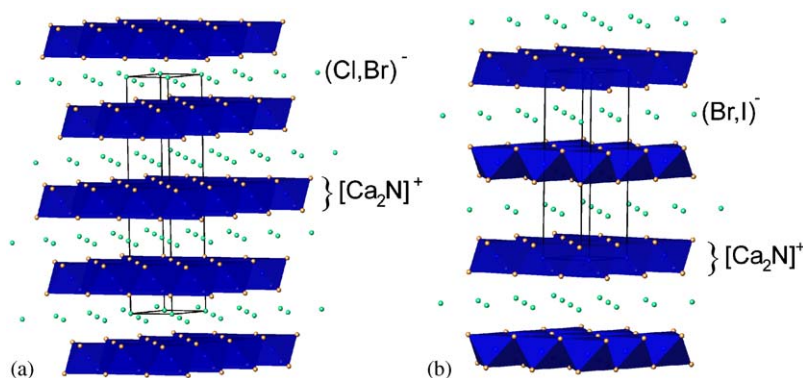 (Cl,Br)⁻
} [Ca₂N]⁺
(a)
(Br,I)⁻
} [Ca₂N]⁺
(b)